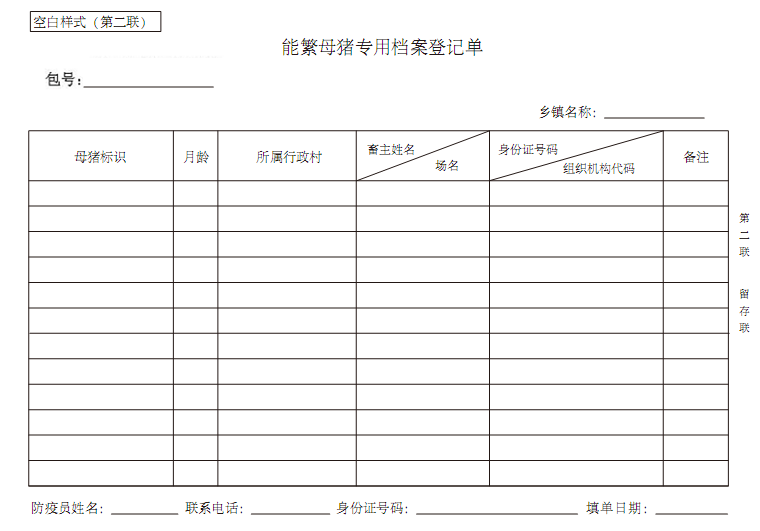 空白样式（第二联）
能繁母猪专用档案登记单
包号：
乡镇名称：
母猪标识 月龄 所属行政村 畜主姓名 场名 身份证号码 组织机构代码 备注
第二联 留存联
防疫员姓名： 联系电话： 身份证号码： 填单日期：